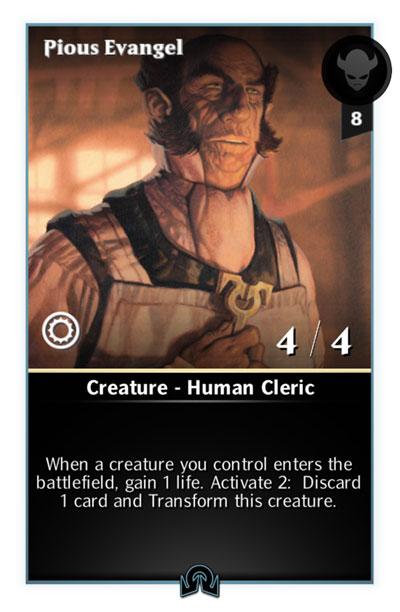 Pious Evangel
8
4 / 4
Creature - Human Cleric
When a creature you control enters the
battlefield, gain 1 life. Activate 2:  Discard
1 card and Transform this creature.